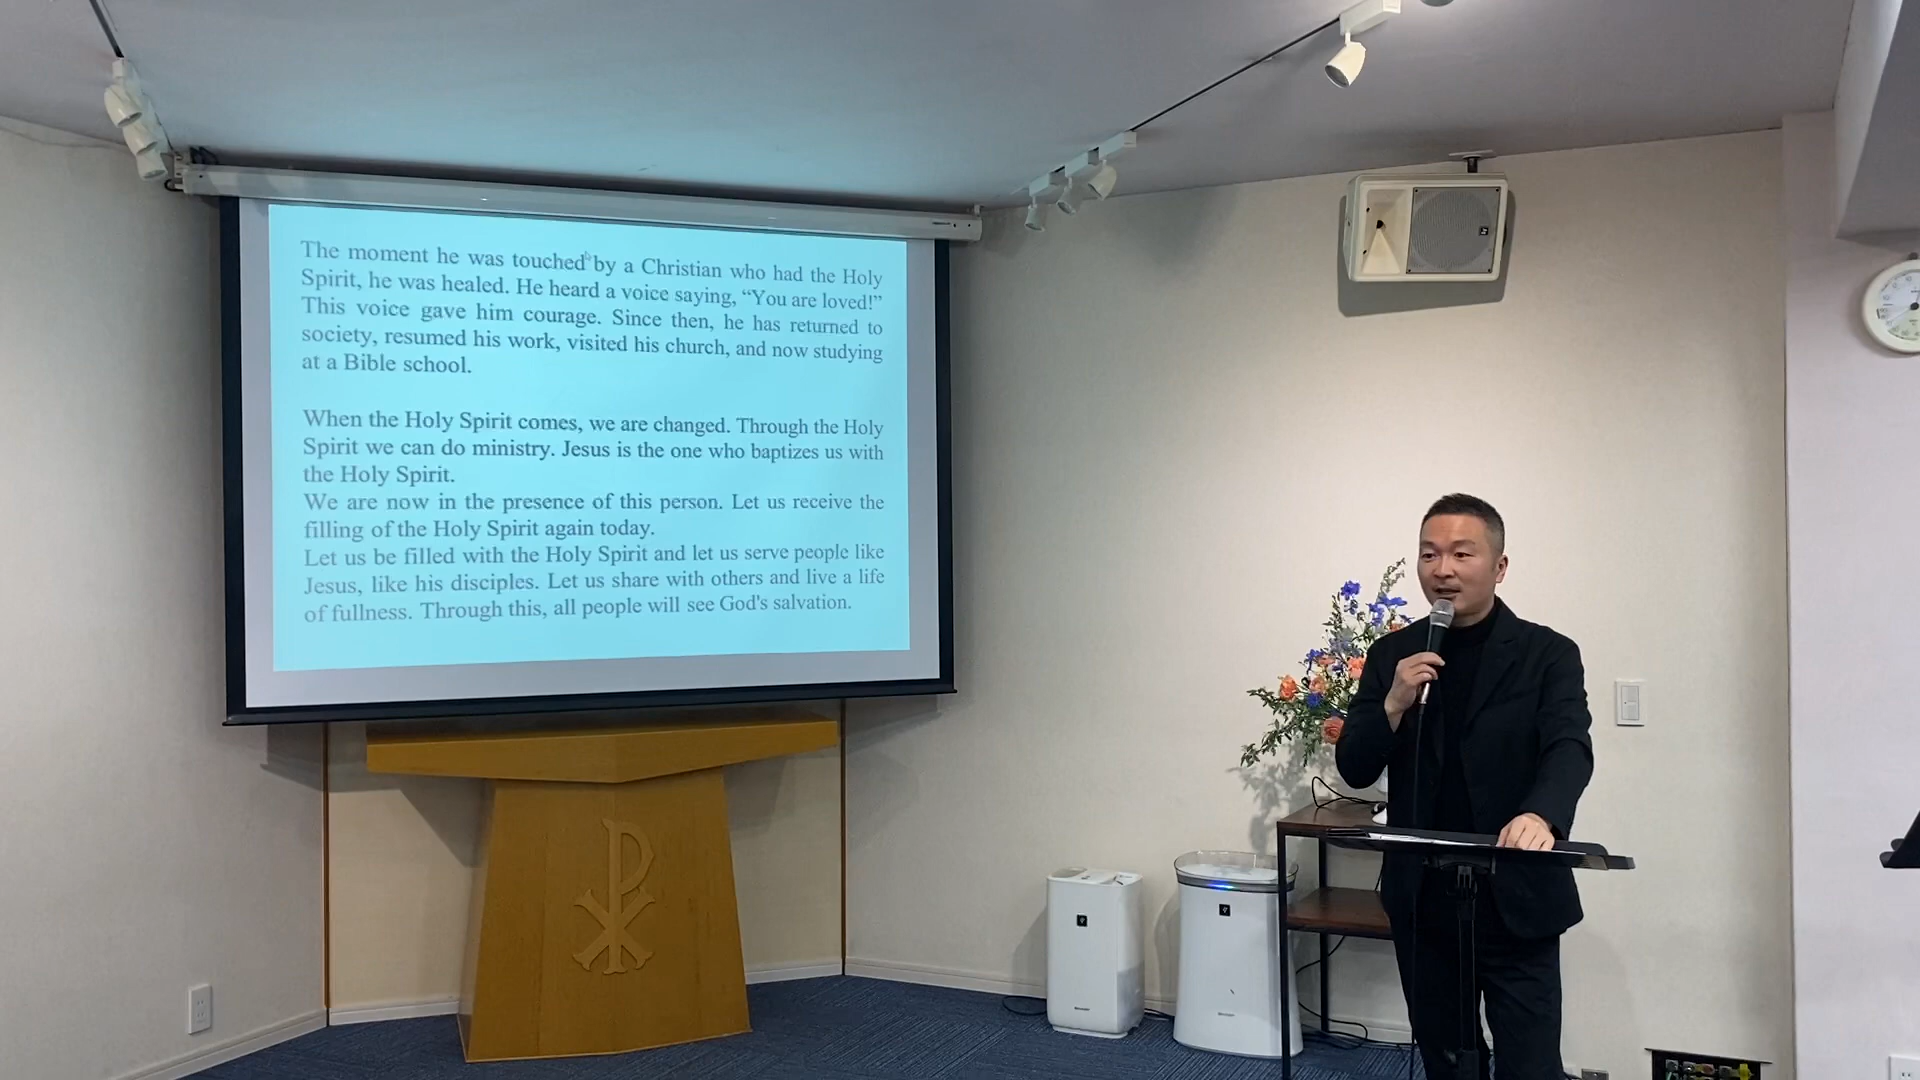 The moment he was touched by a Christian who had the Holy
Spirit, he was healed. He heard a voice saying, “You are loved!”
This voice gave him courage. Since then, he has returned to
society, resumed his work, visited his church, and now studying
at a Bible school.
When the Holy Spirit comes, we are changed. Through the Holy
Spirit we can do ministry. Jesus is the one who baptizes us with
the Holy Spirit.
We are now in the presence of this person. Let us receive the
filling of the Holy Spirit again today.
Let us be filled with the Holy Spirit and let us serve people like
Jesus, like his disciples. Let us share with others and live a life
of fullness. Through this, all people will see God's salvation.